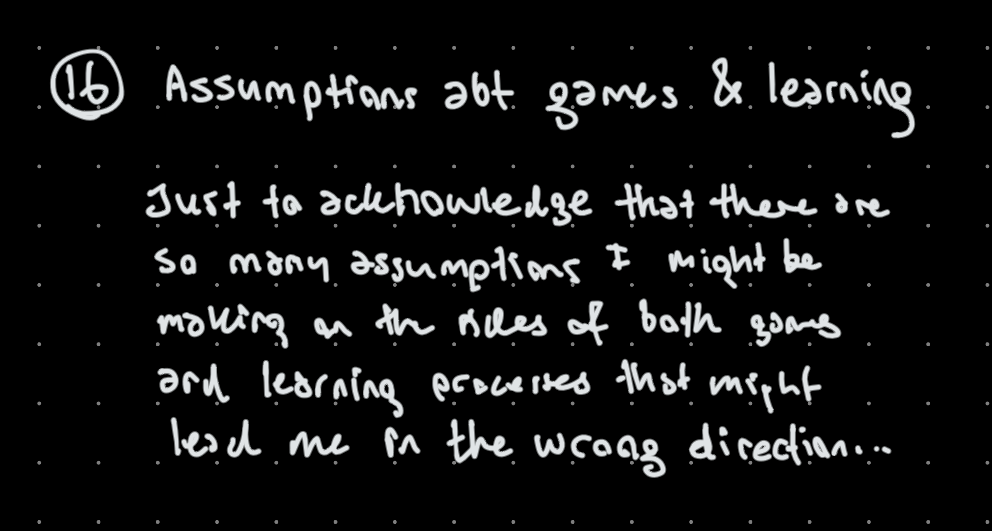 16 Assumptions abt games & learning
Just to acknowledge that there are
so many assumptions I might be
making on the rules of both games
and learning processes that might
lead me in the wrong direction...